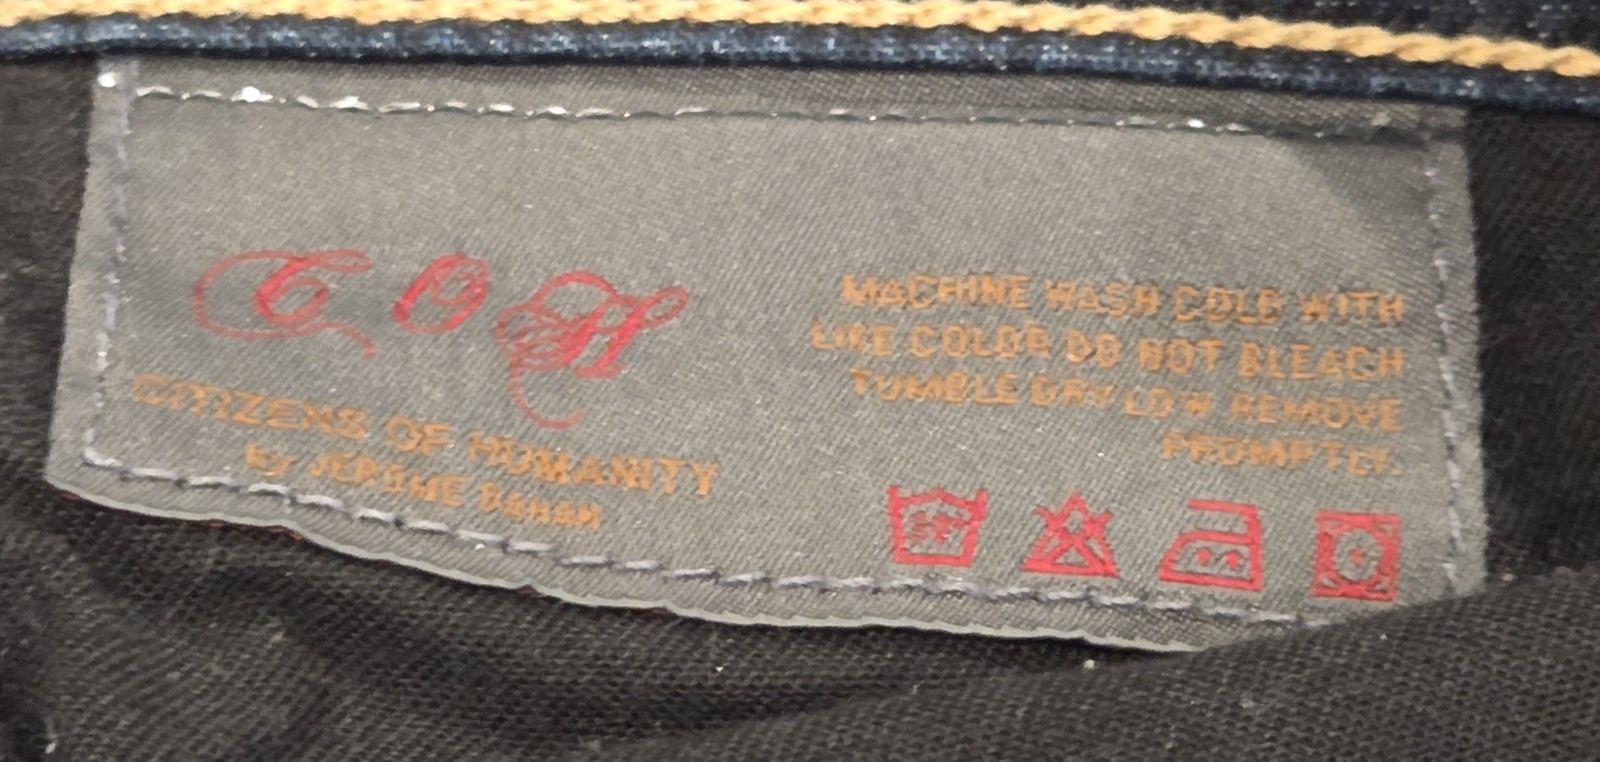 C O H
CITIZENS OF HUMANITY
by JEROME DAHAN
MACHINE WASH COLD WITH
LIKE COLOR DO NOT BLEACH
TUMBLE DRY LOW REMOVE
PROMPTLY.
30°